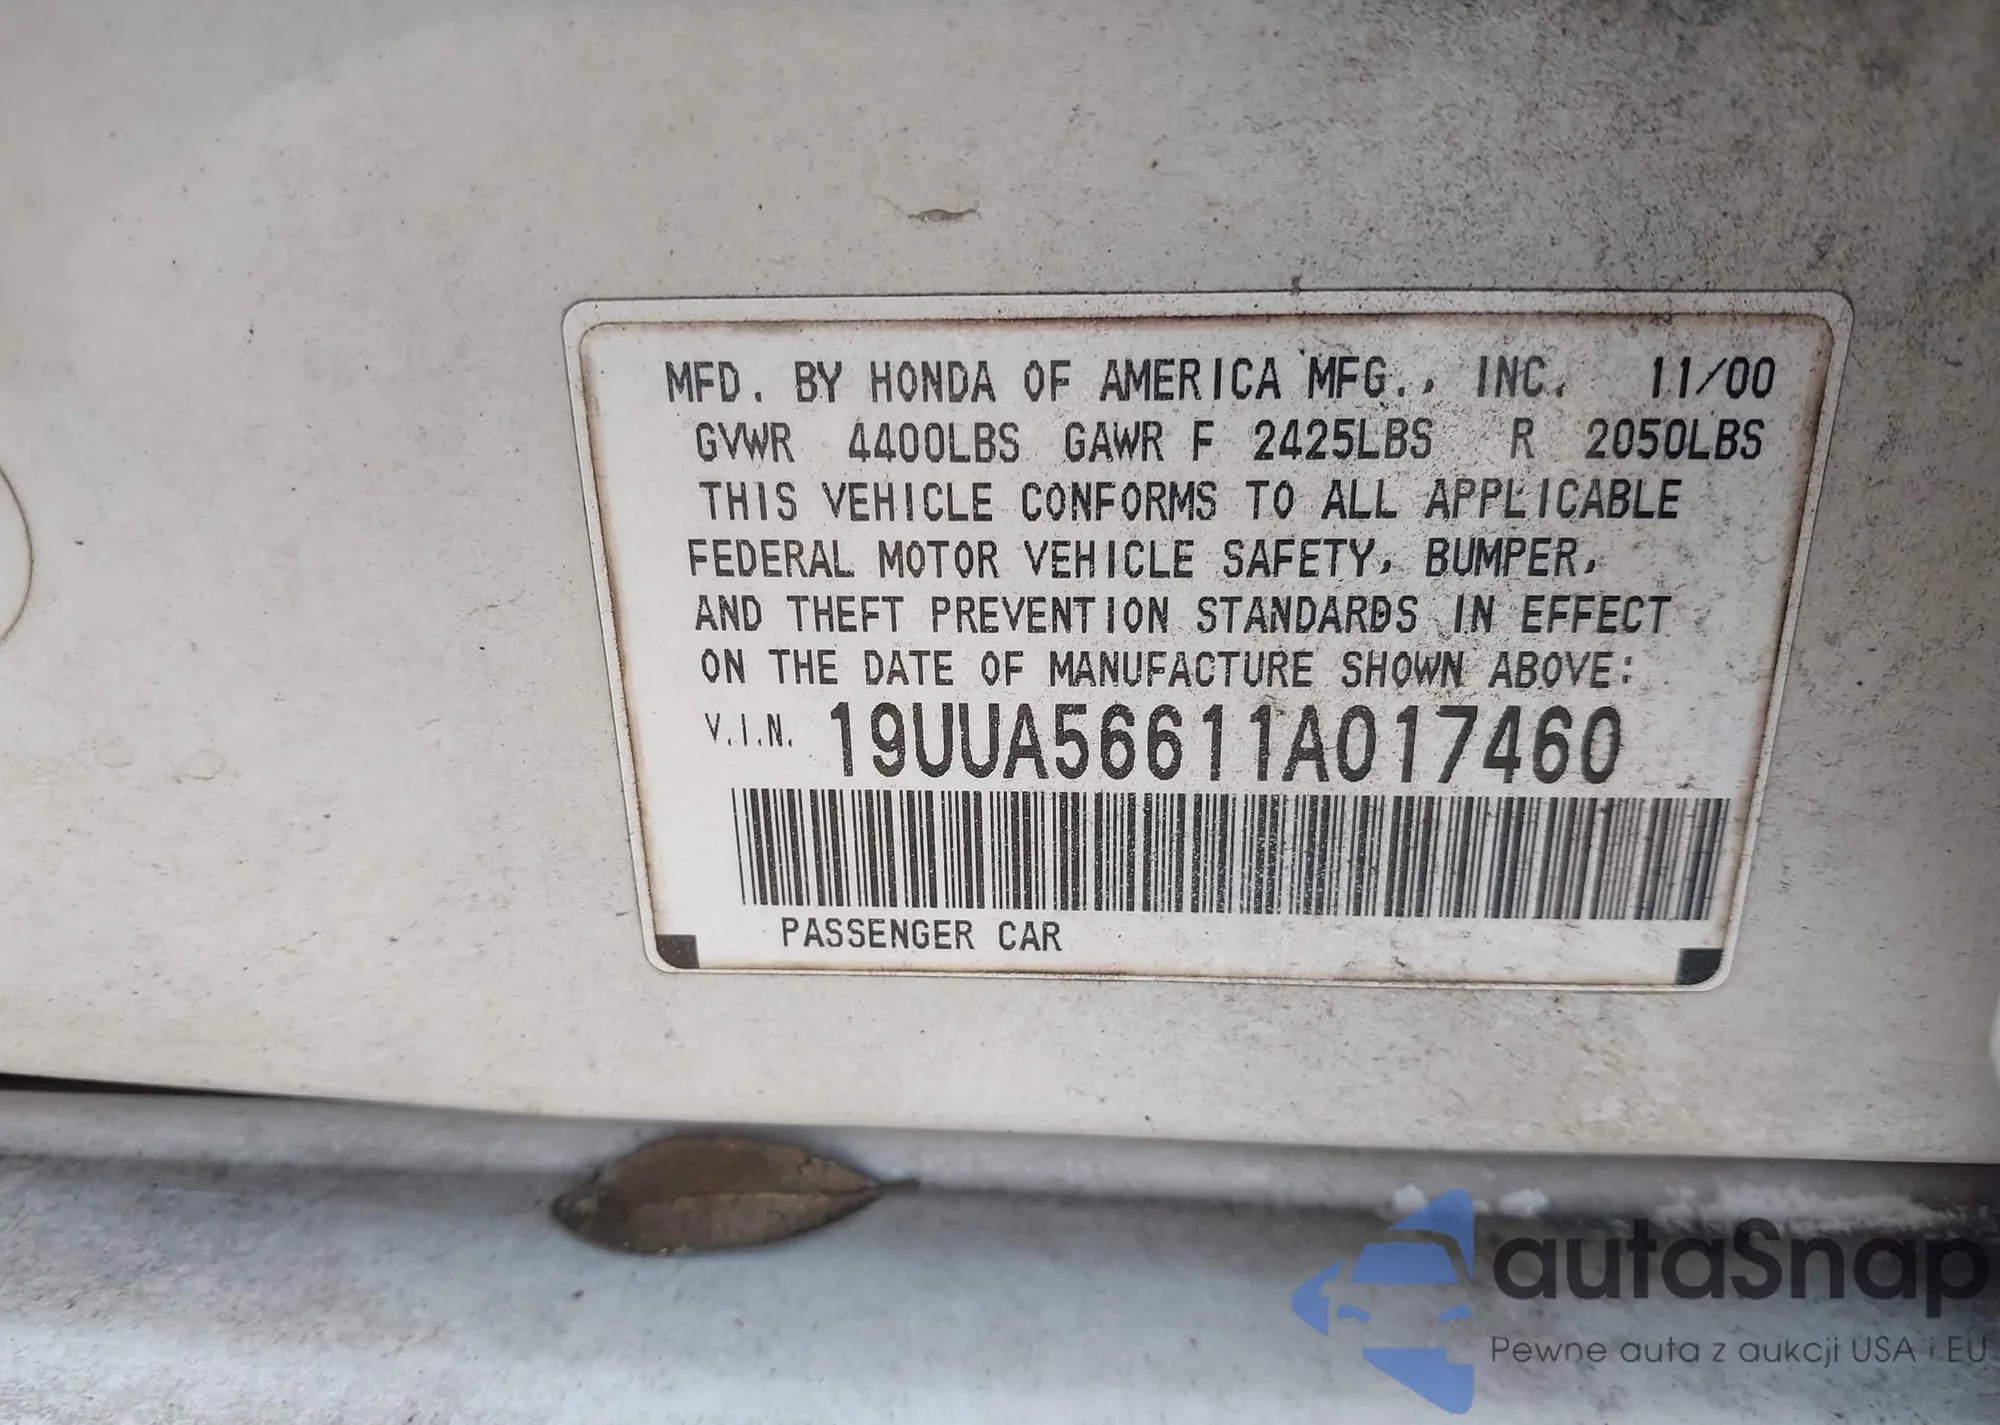 MFD. BY HONDA OF AMERICA MFG., INC. 11/00
GVWR 4400LBS GAWR F 2425LBS R 2050LBS
THIS VEHICLE CONFORMS TO ALL APPLICABLE
FEDERAL MOTOR VEHICLE SAFETY, BUMPER,
AND THEFT PREVENTION STANDARDS IN EFFECT
ON THE DATE OF MANUFACTURE SHOWN ABOVE:
V.I.N. 19UUA56611A017460
PASSENGER CAR
autaSnap
Pewne auta z aukcji USA i EU